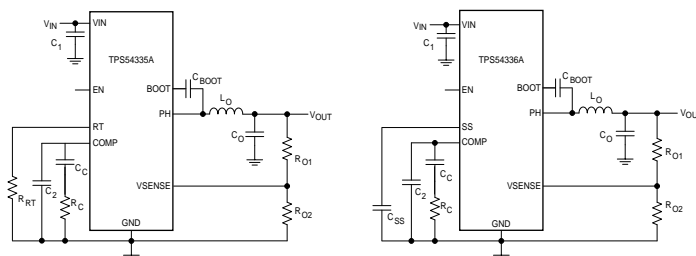 VIN
VIN
C1
TPS54335A
CBOOT
BOOT
EN
LO
PH
VOUT
RT
CO
COMP
RO1
CC
C2
VSENSE
RRT
RC
RO2
GND
VIN
VIN
C1
TPS54336A
CBOOT
BOOT
EN
LO
PH
VOU
SS
CO
COMP
RO1
CC
C2
VSENSE
RC
CSS
RO2
GND